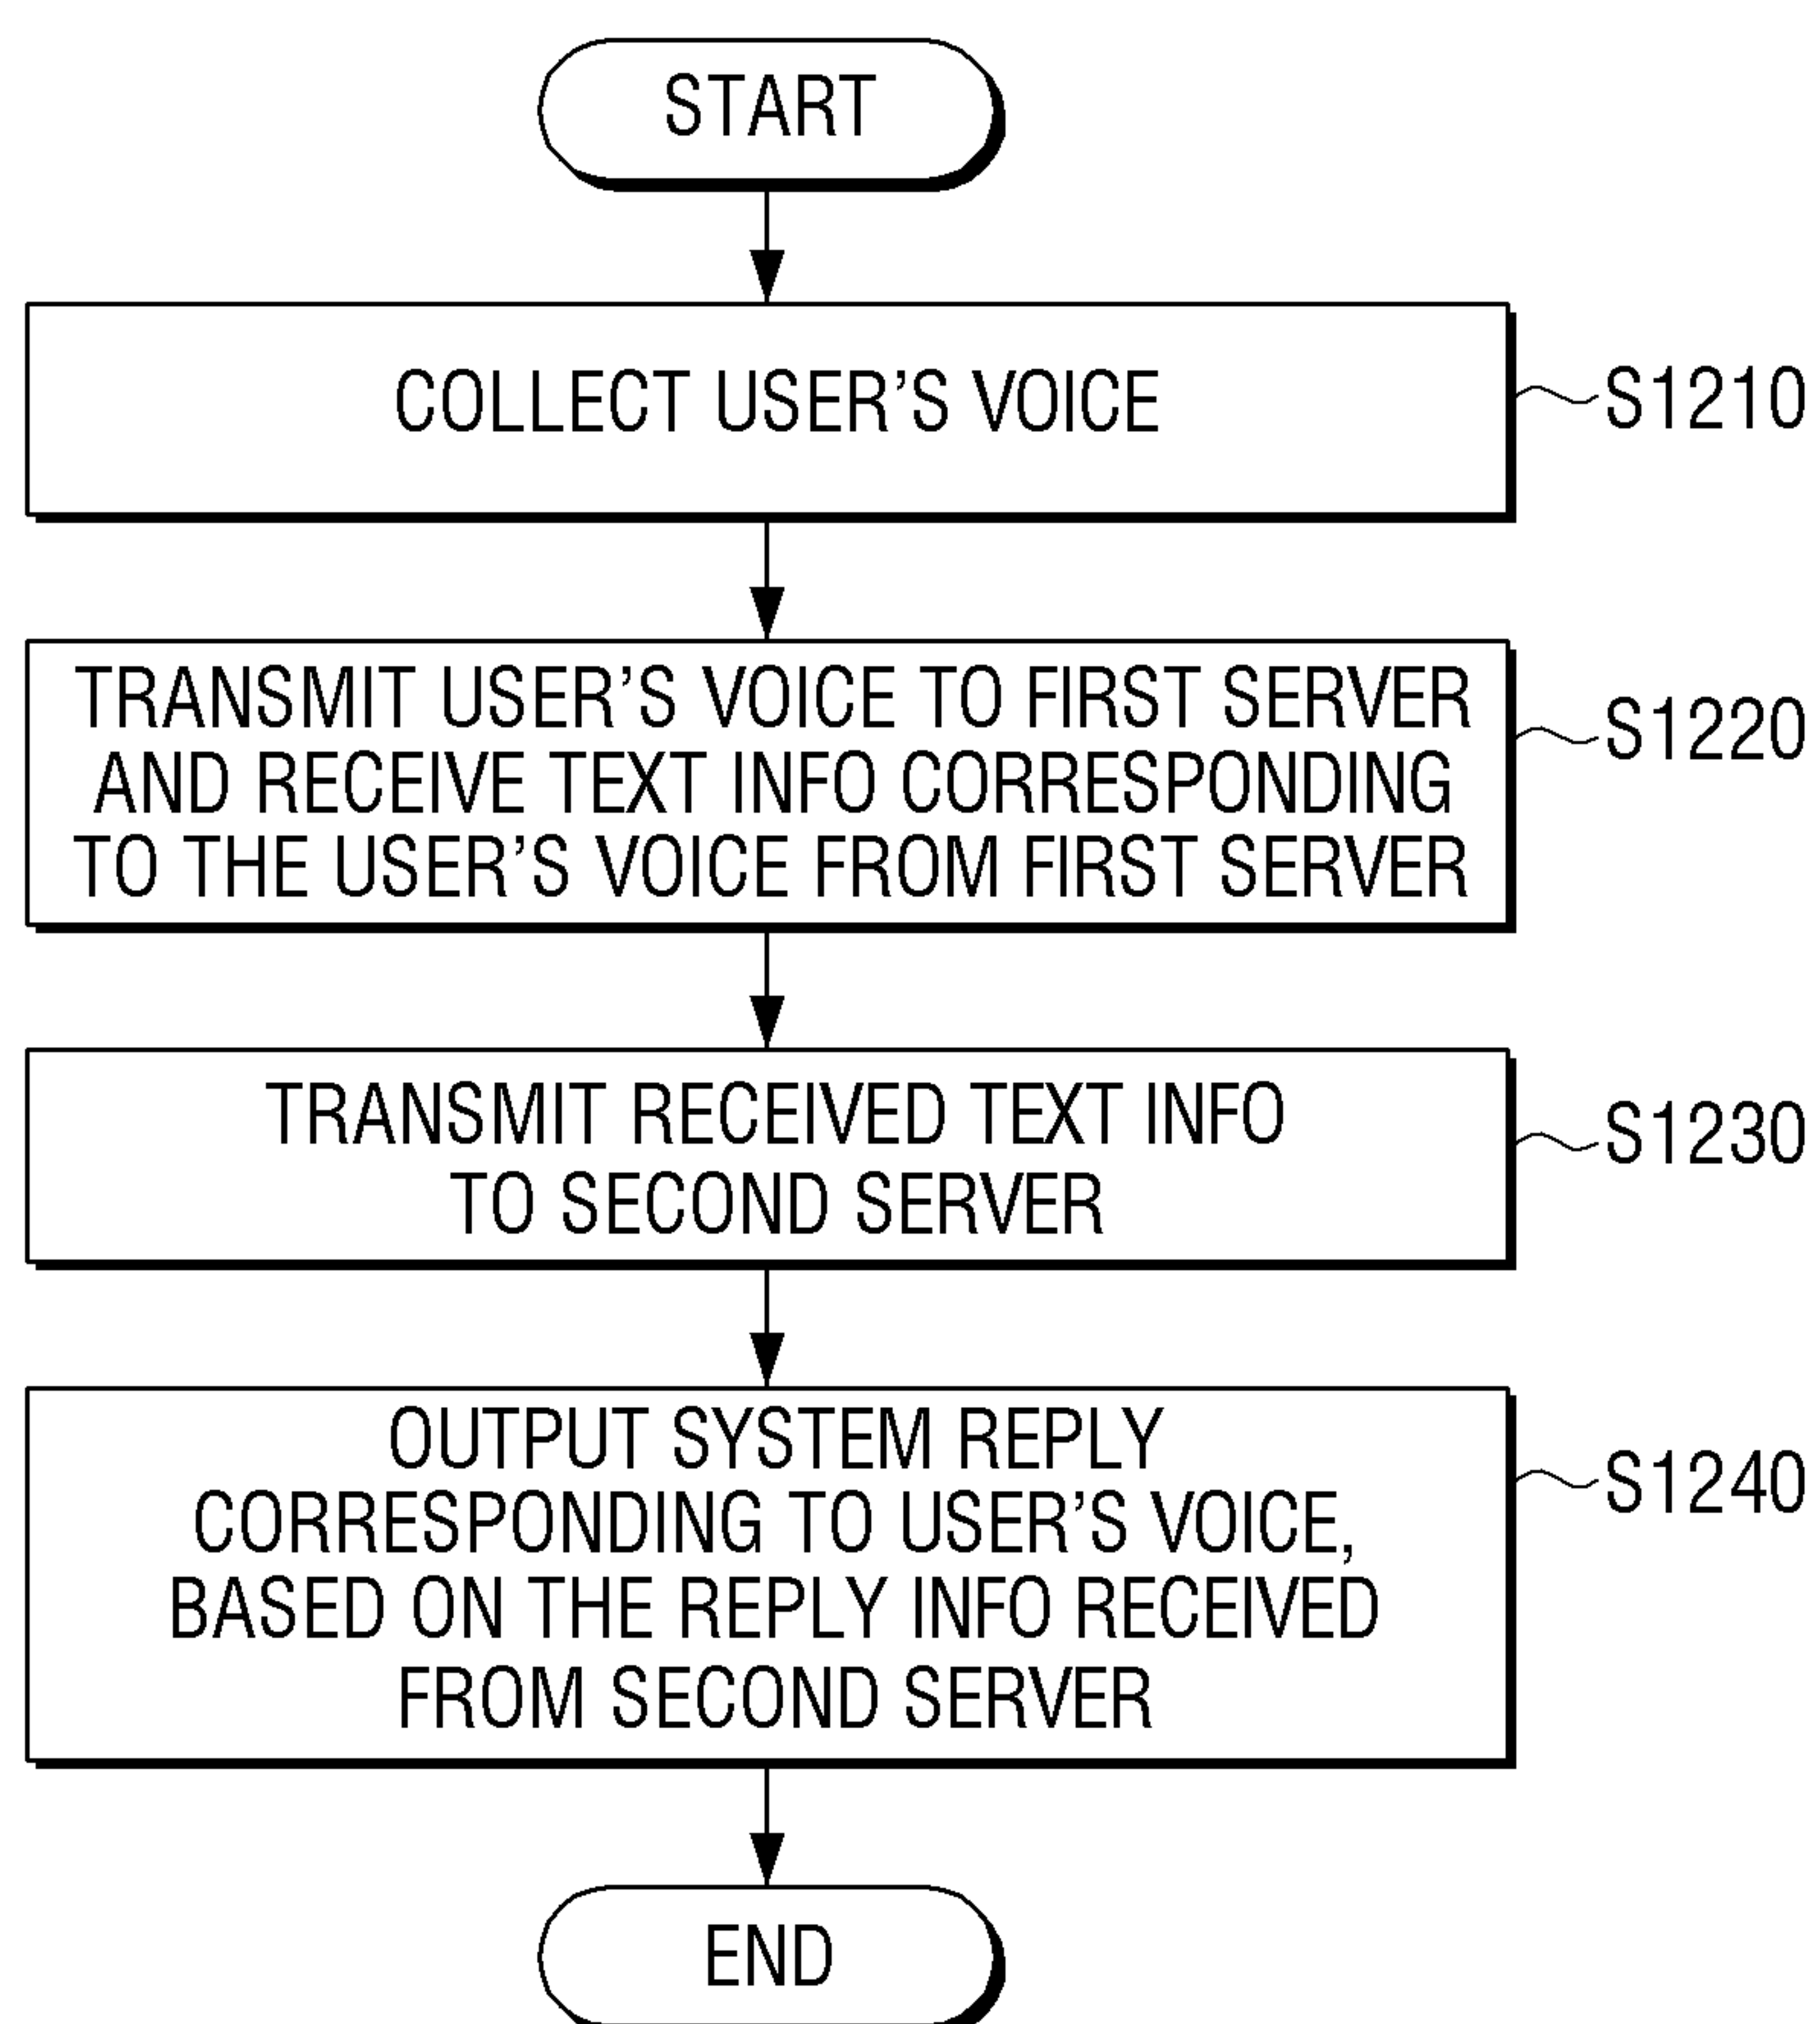 START
COLLECT USER'S VOICE
S1210
TRANSMIT USER'S VOICE TO FIRST SERVER
AND RECEIVE TEXT INFO CORRESPONDING
TO THE USER'S VOICE FROM FIRST SERVER
S1220
TRANSMIT RECEIVED TEXT INFO
TO SECOND SERVER
S1230
OUTPUT SYSTEM REPLY
CORRESPONDING TO USER'S VOICE,
BASED ON THE REPLY INFO RECEIVED
FROM SECOND SERVER
S1240
END